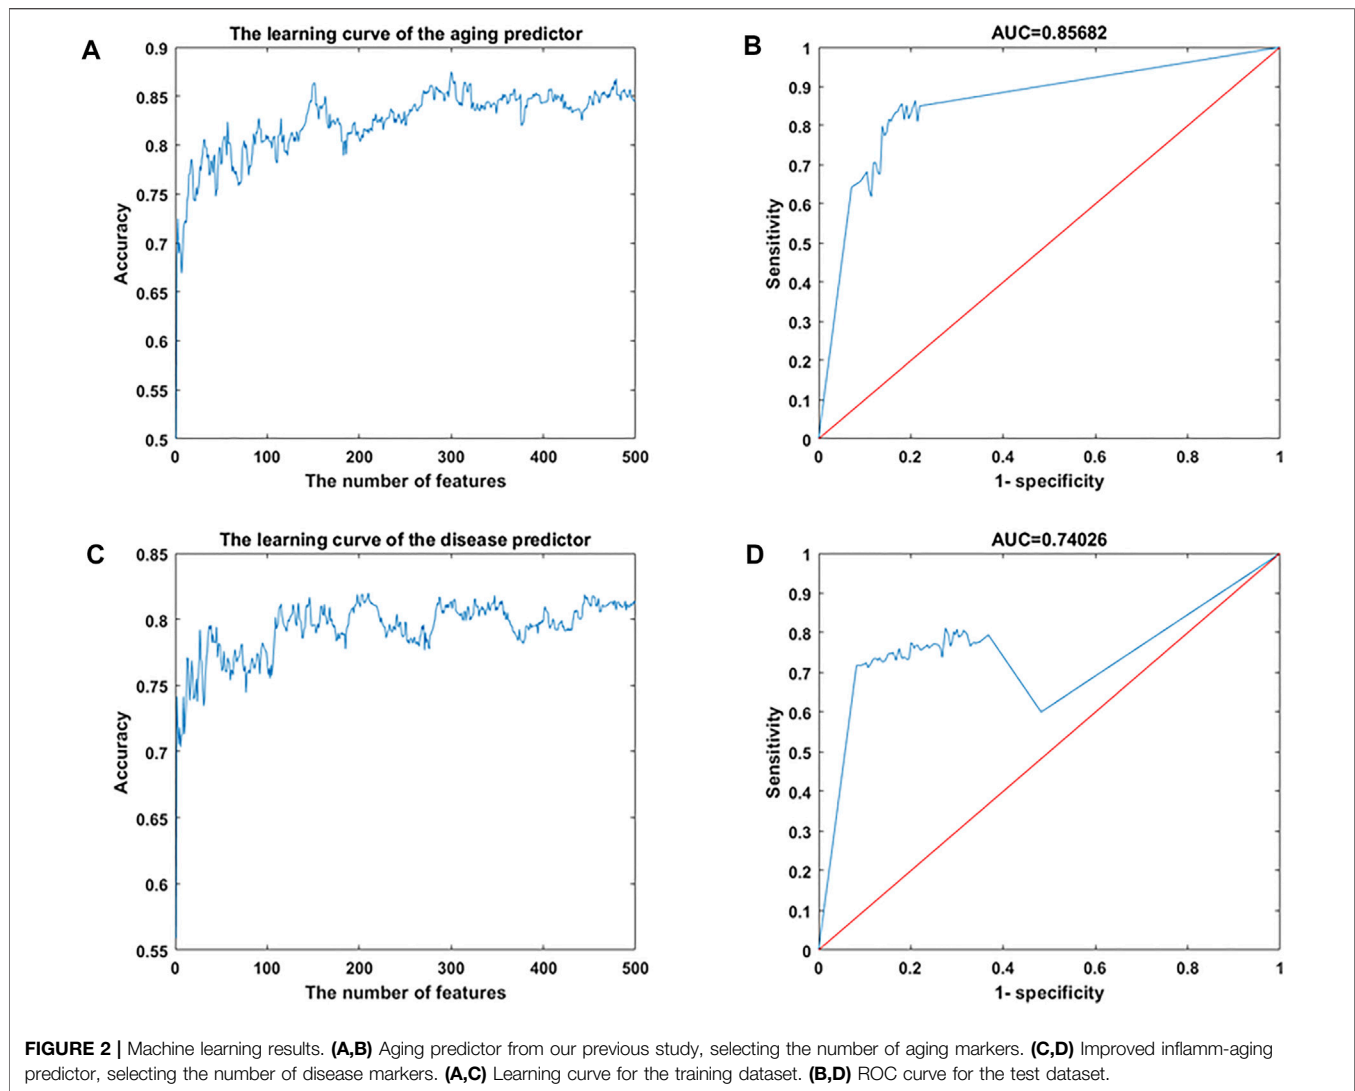 A
The learning curve of the aging predictor
0.9
0.85
0.8
0.75
0.7
0.65
0.6
0.55
0.5
Accuracy
0 100 200 300 400 500
The number of features
B
AUC=0.85682
1
0.9
0.8
0.7
0.6
0.5
0.4
0.3
0.2
0.1
0
Sensitivity
0 0.2 0.4 0.6 0.8 1
1- specificity
C
The learning curve of the disease predictor
0.85
0.8
0.75
0.7
0.65
0.6
0.55
Accuracy
0 100 200 300 400 500
The number of features
D
AUC=0.74026
1
0.9
0.8
0.7
0.6
0.5
0.4
0.3
0.2
0.1
0
Sensitivity
0 0.2 0.4 0.6 0.8 1
1- specificity
FIGURE 2 | Machine learning results. (A,B) Aging predictor from our previous study, selecting the number of aging markers. (C,D) Improved inflamm-aging
predictor, selecting the number of disease markers. (A,C) Learning curve for the training dataset. (B,D) ROC curve for the test dataset.